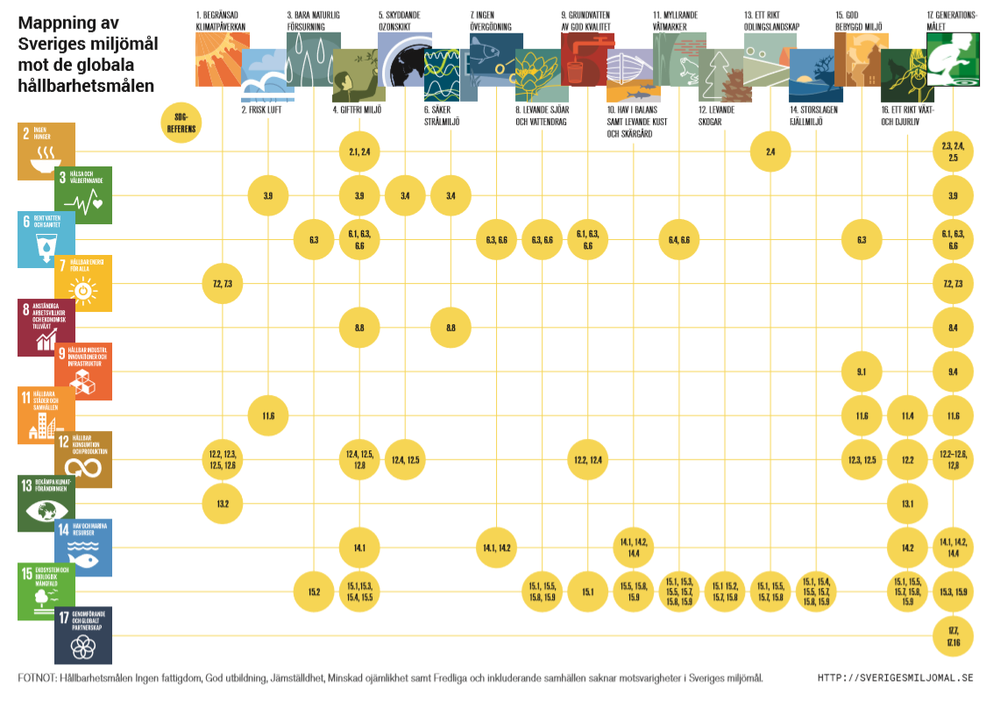 Mappning av
Sveriges miljömål
mot de globala
hållbarhetsmålen
1. BEGRÄNSAD
KLIMATPÅVERKAN
3. BARA NATURLIG
FÖRSURNING
5. SKYDDANDE
OZONSKIKT
7. INGEN
ÖVERGÖDNING
9. GRUNDVATTEN
AV GOD KVALITET
11. MYLLRANDE
VÅTMARKER
13. ETT RIKT
ODLINGSLANDSKAP
15. GOD
BEBYGGD MILJÖ
17. GENERATIONS-
MÅLET
2. FRISK LUFT
4. GIFTFRI MILJÖ
6. SÄKER
STRÅLMILJÖ
8. LEVANDE SJÖAR
OCH VATTENDRAG
10. HAV I BALANS
SAMT LEVANDE KUST
OCH SKÄRGÅRD
12. LEVANDE
SKOGAR
14. STORSLAGEN
FJÄLLMILJÖ
16. ETT RIKT VÄXT-
OCH DJURLIV
SDG-
REFERENS
2 INGEN
HUNGER
2.1, 2.4
2.4
2.3, 2.4,
2.5
3 HÄLSA OCH
VÄLBEFINNANDE
3.9
3.9
3.4
3.4
3.9
6 RENT VATTEN
OCH SANITET
6.3
6.1, 6.3,
6.6
6.3, 6.6
6.3, 6.6
6.1, 6.3,
6.6
6.4, 6.6
6.3
6.1, 6.3,
6.6
7 HÅLLBAR ENERGI
FÖR ALLA
7.2, 7.3
7.2, 7.3
8 ANSTÄNDIGA
ARBETSVILLKOR
OCH EKONOMISK
TILLVÄXT
8.8
8.8
8.4
9 HÅLLBAR INDUSTRI,
INNOVATIONER OCH
INFRASTRUKTUR
9.1
9.4
11 HÅLLBARA
STÄDER OCH
SAMHÄLLEN
11.6
11.6
11.4
11.6
12 HÅLLBAR
KONSUMTION
OCH PRODUKTION
12.2, 12.3,
12.5, 12.6
12.4, 12.5,
12.8
12.4, 12.5
12.2, 12.4
12.3, 12.5
12.2
12.2–12.6,
12,8
13 BEKÄMPA KLIMAT-
FÖRÄNDRINGEN
13.2
13.1
14 HAV OCH MARINA
RESURSER
14.1
14.1, 14.2
14.1, 14.2,
14.4
14.2
14.1, 14.2,
14.4
15 EKOSYSTEM OCH
BIOLOGISK
MÅNGFALD
15.2
15.1,15.3,
15.4, 15.5
15.1, 15.5,
15.8, 15.9
15.1
15.5, 15.8,
15.9
15.1, 15.3,
15.5, 15.7,
15.8, 15.9
15.1 15.2,
15.7, 15.8
15.1, 15.5,
15.7, 15.8
15.1, 15.4,
15.5, 15.7,
15.8, 15.9
15.1, 15.5,
15.7, 15.8,
15.9
15.3, 15.9
17 GENOMFÖRANDE
OCH GLOBALT
PARTNERSKAP
17.7,
17.16
FOTNOT: Hållbarhetsmålen Ingen fattigdom, God utbildning, Jämställdhet, Minskad ojämlikhet samt Fredliga och inkluderande samhällen saknar motsvarigheter i Sveriges miljömål.
HTTP://SVERIGESMILJOMAL.SE